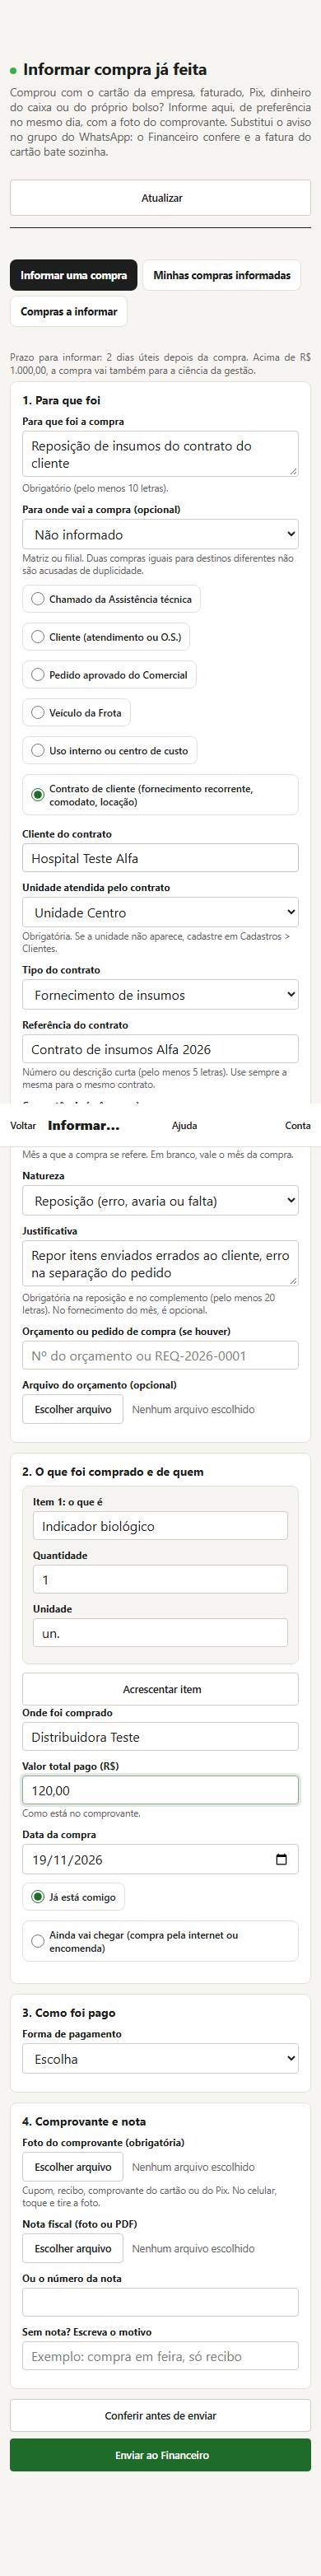 Informar compra já feita
Comprou com o cartão da empresa, faturado, Pix, dinheiro
do caixa ou do próprio bolso? Informe aqui, de preferência
no mesmo dia, com a foto do comprovante. Substitui o aviso
no grupo do WhatsApp: o Financeiro confere e a fatura do
cartão bate sozinha.
Atualizar
Informar uma compra
Minhas compras informadas
Compras a informar
Prazo para informar: 2 dias úteis depois da compra. Acima de R$
1.000,00, a compra vai também para a ciência da gestão.
1. Para que foi
Para que foi a compra
Reposição de insumos do contrato do
cliente
Obrigatório (pelo menos 10 letras).
Para onde vai a compra (opcional)
Não informado
Matriz ou filial. Duas compras iguais para destinos diferentes não
são acusadas de duplicidade.
Chamado da Assistência técnica
Cliente (atendimento ou O.S.)
Pedido aprovado do Comercial
Veículo da Frota
Uso interno ou centro de custo
Contrato de cliente (fornecimento recorrente,
comodato, locação)
Cliente do contrato
Hospital Teste Alfa
Unidade atendida pelo contrato
Unidade Centro
Obrigatória. Se a unidade não aparece, cadastre em Cadastros >
Clientes.
Tipo do contrato
Fornecimento de insumos
Referência do contrato
Contrato de insumos Alfa 2026
Número ou descrição curta (pelo menos 5 letras). Use sempre a
mesma para o mesmo contrato.
Voltar
Informar...
Ajuda
Conta
Mês a que a compra se refere. Em branco, vale o mês da compra.
Natureza
Reposição (erro, avaria ou falta)
Justificativa
Repor itens enviados errados ao cliente, erro
na separação do pedido
Obrigatória na reposição e no complemento (pelo menos 20
letras). No fornecimento do mês, é opcional.
Orçamento ou pedido de compra (se houver)
Nº do orçamento ou REQ-2026-0001
Arquivo do orçamento (opcional)
Escolher arquivo
Nenhum arquivo escolhido
2. O que foi comprado e de quem
Item 1: o que é
Indicador biológico
Quantidade
1
Unidade
un.
Acrescentar item
Onde foi comprado
Distribuidora Teste
Valor total pago (R$)
120,00
Como está no comprovante.
Data da compra
19/11/2026
Já está comigo
Ainda vai chegar (compra pela internet ou
encomenda)
3. Como foi pago
Forma de pagamento
Escolha
4. Comprovante e nota
Foto do comprovante (obrigatória)
Escolher arquivo
Nenhum arquivo escolhido
Cupom, recibo, comprovante do cartão ou do Pix. No celular,
toque e tire a foto.
Nota fiscal (foto ou PDF)
Escolher arquivo
Nenhum arquivo escolhido
Ou o número da nota
Sem nota? Escreva o motivo
Exemplo: compra em feira, só recibo
Conferir antes de enviar
Enviar ao Financeiro